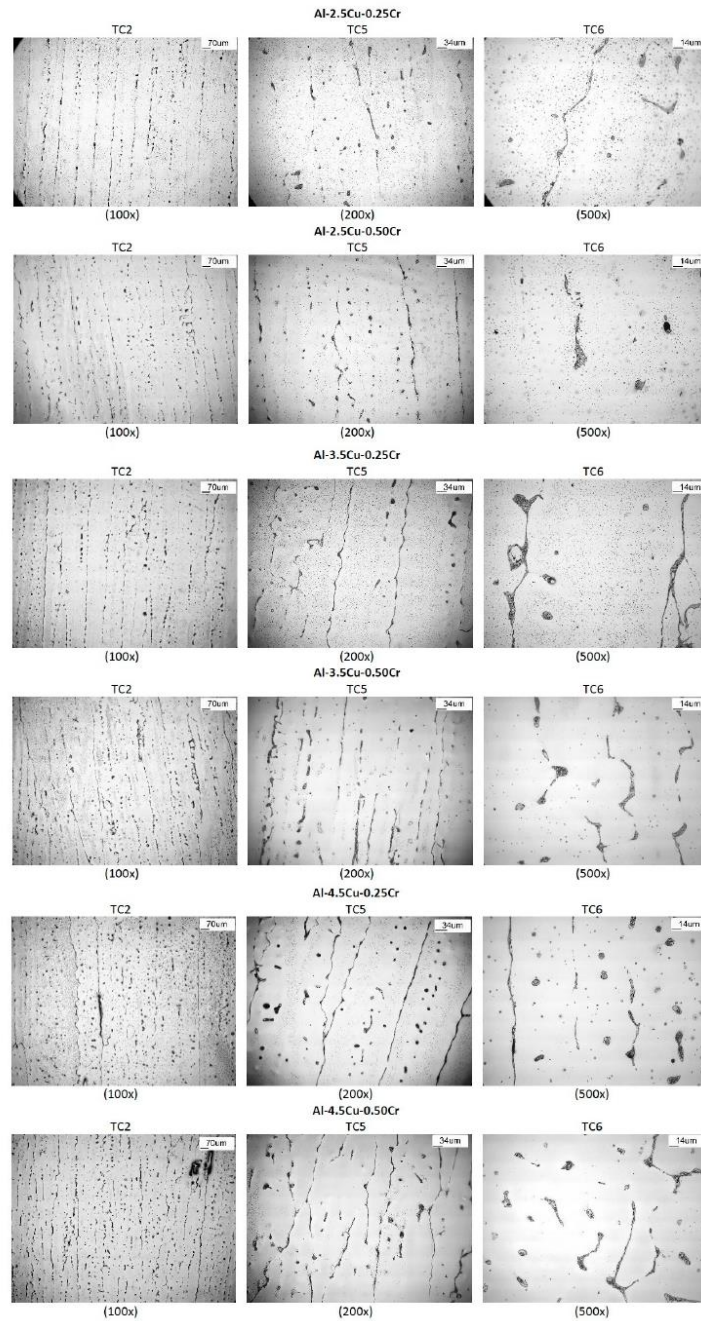 Al-2.5Cu-0.25Cr
TC2 TC5 TC6
70um 34um 14um
(100x) (200x) (500x)
Al-2.5Cu-0.50Cr
TC2 TC5 TC6
70um 34um 14um
(100x) (200x) (500x)
Al-3.5Cu-0.25Cr
TC2 TC5 TC6
70um 34um 14um
(100x) (200x) (500x)
Al-3.5Cu-0.50Cr
TC2 TC5 TC6
70um 34um 14um
(100x) (200x) (500x)
Al-4.5Cu-0.25Cr
TC2 TC5 TC6
70um 34um 14um
(100x) (200x) (500x)
Al-4.5Cu-0.50Cr
TC2 TC5 TC6
70um 34um 14um
(100x) (200x) (500x)